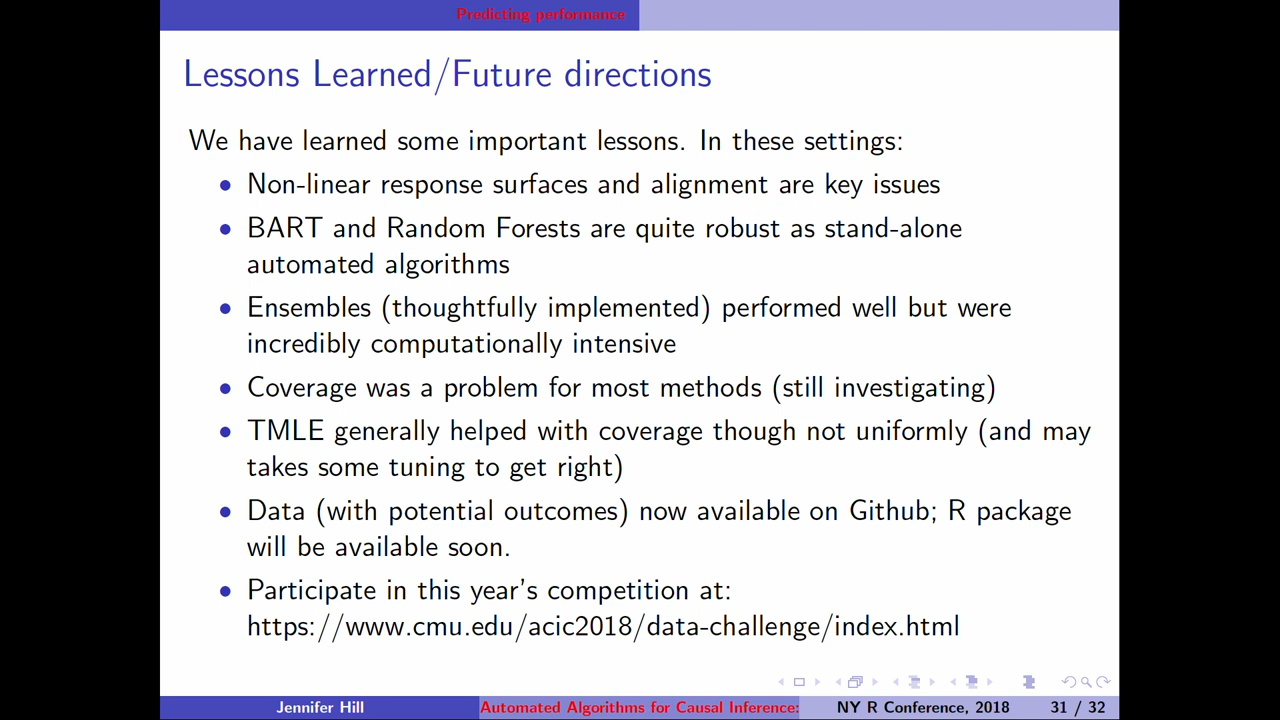 Predicting performance
Lessons Learned/Future directions
We have learned some important lessons. In these settings:
• Non-linear response surfaces and alignment are key issues
• BART and Random Forests are quite robust as stand-alone
automated algorithms
• Ensembles (thoughtfully implemented) performed well but were
incredibly computationally intensive
• Coverage was a problem for most methods (still investigating)
• TMLE generally helped with coverage though not uniformly (and may
takes some tuning to get right)
• Data (with potential outcomes) now available on Github; R package
will be available soon.
• Participate in this year's competition at:
https://www.cmu.edu/acic2018/data-challenge/index.html
Jennifer Hill Automated Algorithms for Causal Inference: NY R Conference, 2018 31 / 32